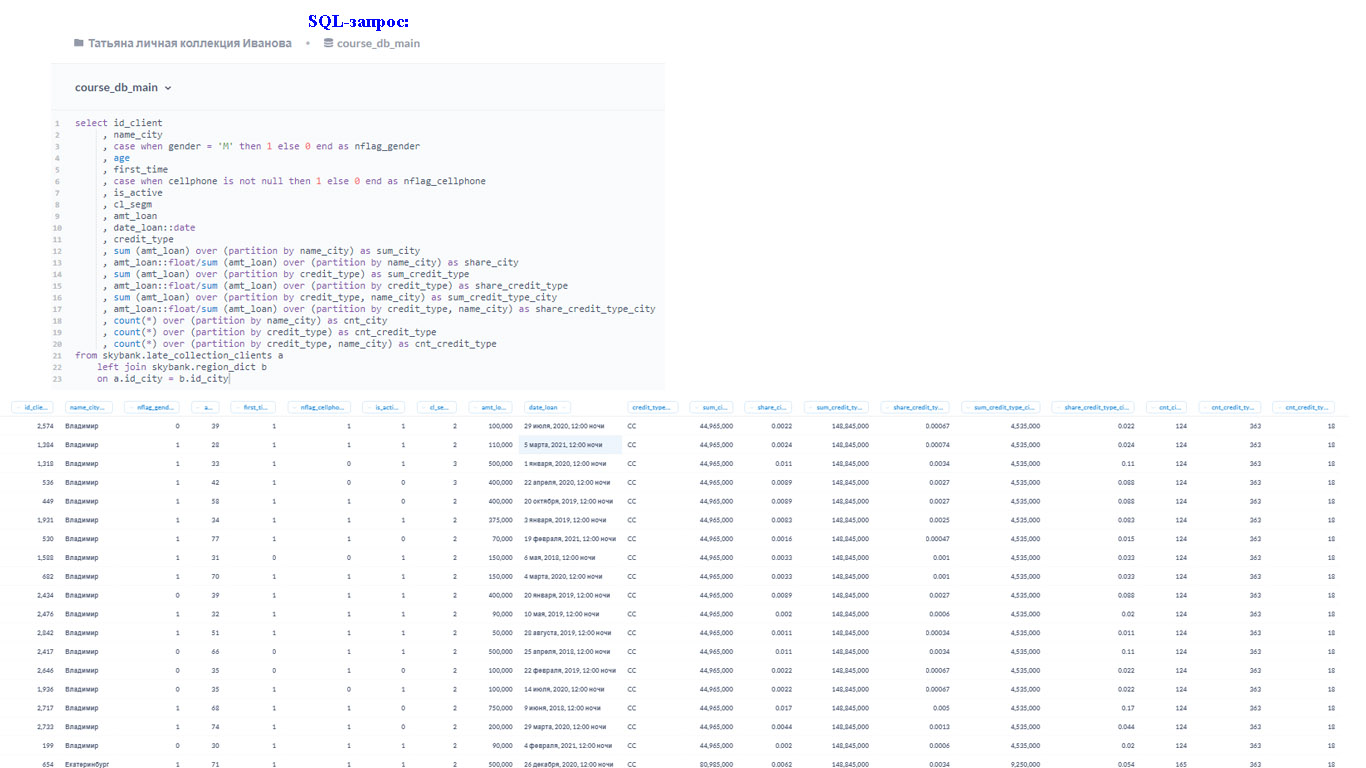 SQL-запрос:
Татьяна личная коллекция Иванова • course_db_main
course_db_main
1 select id_client
2 , name_city
3 , case when gender = 'M' then 1 else 0 end as nflag_gender
4 , age
5 , first_time
6 , case when cellphone is not null then 1 else 0 end as nflag_cellphone
7 , is_active
8 , cl_segm
9 , amt_loan
10 , date_loan::date
11 , credit_type
12 , sum (amt_loan) over (partition by name_city) as sum_city
13 , amt_loan::float/sum (amt_loan) over (partition by name_city) as share_city
14 , sum (amt_loan) over (partition by credit_type) as sum_credit_type
15 , amt_loan::float/sum (amt_loan) over (partition by credit_type) as share_credit_type
16 , sum (amt_loan) over (partition by credit_type, name_city) as sum_credit_type_city
17 , amt_loan::float/sum (amt_loan) over (partition by credit_type, name_city) as share_credit_type_city
18 , count(*) over (partition by name_city) as cnt_city
19 , count(*) over (partition by credit_type) as cnt_credit_type
20 , count(*) over (partition by credit_type, name_city) as cnt_credit_type
21 from skybank.late_collection_clients a
22 left join skybank.region_dict b
23 on a.id_city = b.id_city
id_clie... name_city... nflag_gend... a... first_ti... nflag_cellpho... is_acti... cl_se... amt_lo... date_loan credit_type... sum_ci... share_ci... sum_credit_ty... share_credit_ty... sum_credit_type_ci... share_credit_type_ci... cnt_ci... cnt_credit_ty... cnt_credit_ty...
2,574 Владимир 0 39 1 1 1 2 100,000 29 июля, 2020, 12:00 ночи CC 44,965,000 0.0022 148,845,000 0.00067 4,535,000 0.022 124 363 18
1,384 Владимир 1 28 1 1 1 2 110,000 5 марта, 2021, 12:00 ночи CC 44,965,000 0.0024 148,845,000 0.00074 4,535,000 0.024 124 363 18
1,318 Владимир 1 33 1 0 1 3 500,000 1 января, 2020, 12:00 ночи CC 44,965,000 0.011 148,845,000 0.0034 4,535,000 0.11 124 363 18
536 Владимир 1 42 1 0 0 3 400,000 22 апреля, 2020, 12:00 ночи CC 44,965,000 0.0089 148,845,000 0.0027 4,535,000 0.088 124 363 18
449 Владимир 1 58 1 1 0 2 400,000 20 октября, 2019, 12:00 ночи CC 44,965,000 0.0089 148,845,000 0.0027 4,535,000 0.088 124 363 18
1,931 Владимир 1 34 1 1 1 2 375,000 3 января, 2019, 12:00 ночи CC 44,965,000 0.0083 148,845,000 0.0025 4,535,000 0.083 124 363 18
530 Владимир 1 77 1 1 0 2 70,000 19 февраля, 2021, 12:00 ночи CC 44,965,000 0.0016 148,845,000 0.00047 4,535,000 0.015 124 363 18
1,588 Владимир 1 31 0 0 1 2 150,000 6 мая, 2018, 12:00 ночи CC 44,965,000 0.0033 148,845,000 0.001 4,535,000 0.033 124 363 18
682 Владимир 1 70 1 1 1 2 150,000 4 марта, 2020, 12:00 ночи CC 44,965,000 0.0033 148,845,000 0.001 4,535,000 0.033 124 363 18
2,434 Владимир 0 39 1 1 1 2 400,000 20 января, 2019, 12:00 ночи CC 44,965,000 0.0089 148,845,000 0.0027 4,535,000 0.088 124 363 18
2,476 Владимир 1 32 1 1 1 2 90,000 10 мая, 2019, 12:00 ночи CC 44,965,000 0.002 148,845,000 0.0006 4,535,000 0.02 124 363 18
2,842 Владимир 1 51 1 1 1 2 50,000 28 августа, 2019, 12:00 ночи CC 44,965,000 0.0011 148,845,000 0.00034 4,535,000 0.011 124 363 18
2,417 Владимир 0 66 0 1 1 2 500,000 25 апреля, 2018, 12:00 ночи CC 44,965,000 0.011 148,845,000 0.0034 4,535,000 0.11 124 363 18
2,646 Владимир 0 35 0 1 0 2 100,000 22 февраля, 2019, 12:00 ночи CC 44,965,000 0.0022 148,845,000 0.00067 4,535,000 0.022 124 363 18
1,936 Владимир 0 35 1 0 1 2 100,000 14 июля, 2020, 12:00 ночи CC 44,965,000 0.0022 148,845,000 0.00067 4,535,000 0.022 124 363 18
2,717 Владимир 1 68 1 1 1 2 750,000 9 июня, 2018, 12:00 ночи CC 44,965,000 0.017 148,845,000 0.005 4,535,000 0.17 124 363 18
2,733 Владимир 1 74 1 1 0 2 200,000 29 марта, 2020, 12:00 ночи CC 44,965,000 0.0044 148,845,000 0.0013 4,535,000 0.044 124 363 18
199 Владимир 0 30 1 1 1 2 90,000 4 февраля, 2021, 12:00 ночи CC 44,965,000 0.002 148,845,000 0.0006 4,535,000 0.02 124 363 18
654 Екатеринбург 1 71 1 1 1 2 500,000 26 декабря, 2020, 12:00 ночи CC 80,985,000 0.0062 148,845,000 0.0034 9,250,000 0.054 165 363 18